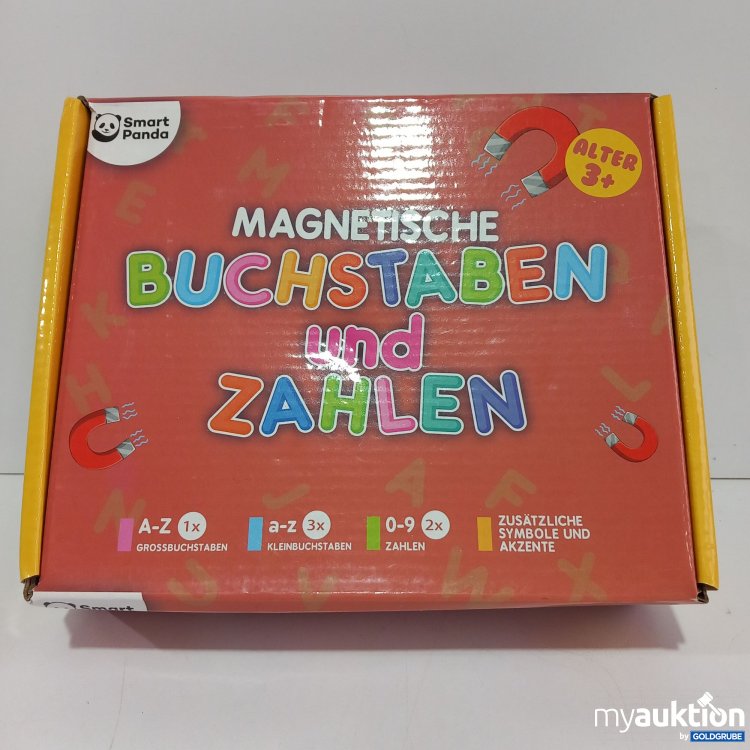 Smart
Panda
ALTER
3+
MAGNETISCHE
BUCHSTABEN
und
ZAHLEN
A-Z 1x
GROSSBUCHSTABEN
a-z 3x
KLEINBUCHSTABEN
0-9 2x
ZAHLEN
ZUSÄTZLICHE
SYMBOLE UND
AKZENTE
Smart
myauktion
by GOLDGRUBE